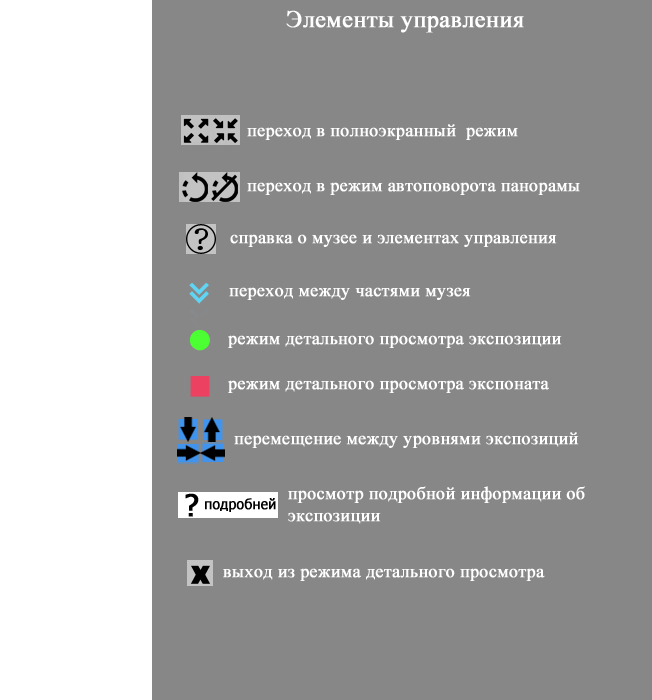 Элементы управления
переход в полноэкранный режим
переход в режим автоповорота панорамы
? справка о музее и элементах управления
переход между частями музея
режим детального просмотра экспозиции
режим детального просмотра экспоната
перемещение между уровнями экспозиций
? подробней просмотр подробной информации об
экспозиции
x выход из режима детального просмотра